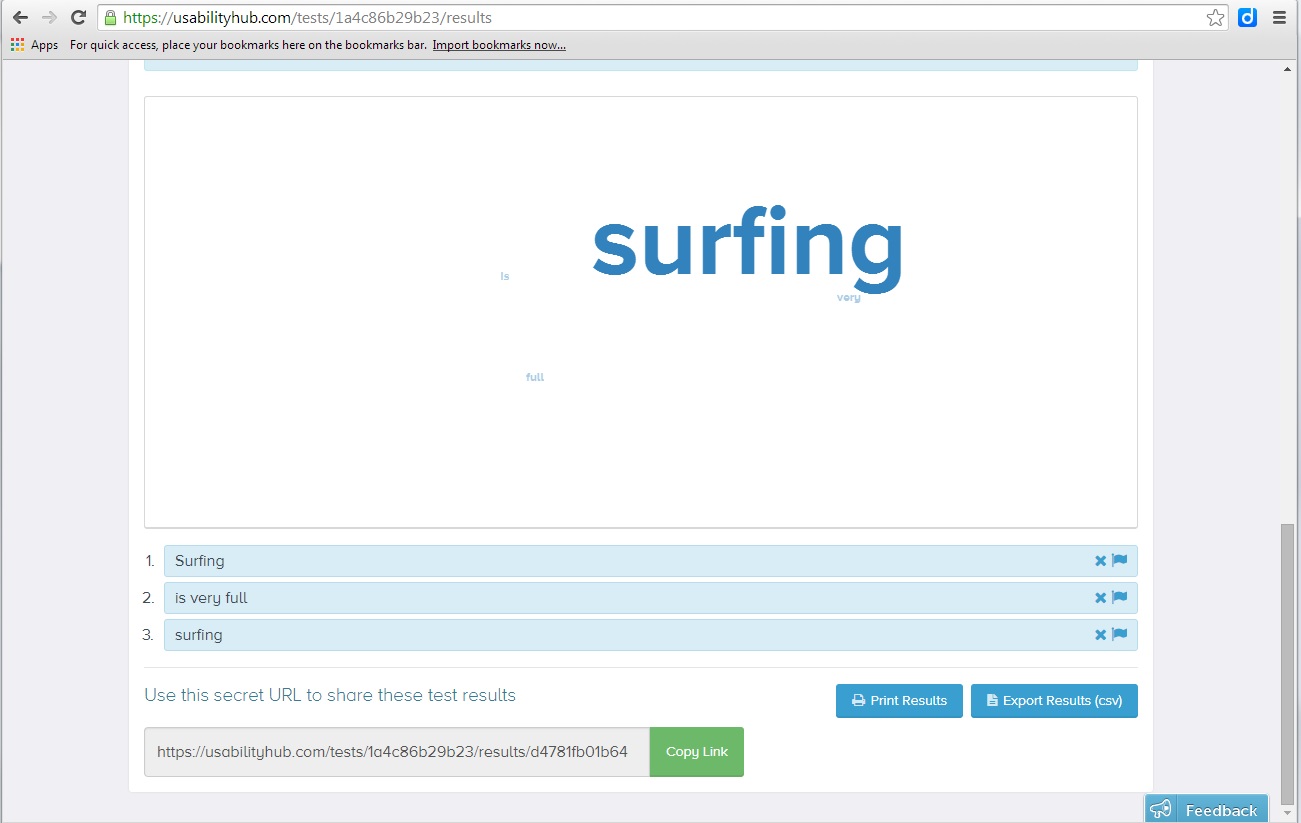 https://usabilityhub.com/tests/1a4c86b29b23/results
Apps For quick access, place your bookmarks here on the bookmarks bar. Import bookmarks now...
surfing
is
very
full
1. Surfing
2. is very full
3. surfing
Use this secret URL to share these test results
Print Results
Export Results (csv)
https://usabilityhub.com/tests/1a4c86b29b23/results/d4781fb01b64
Copy Link
Feedback